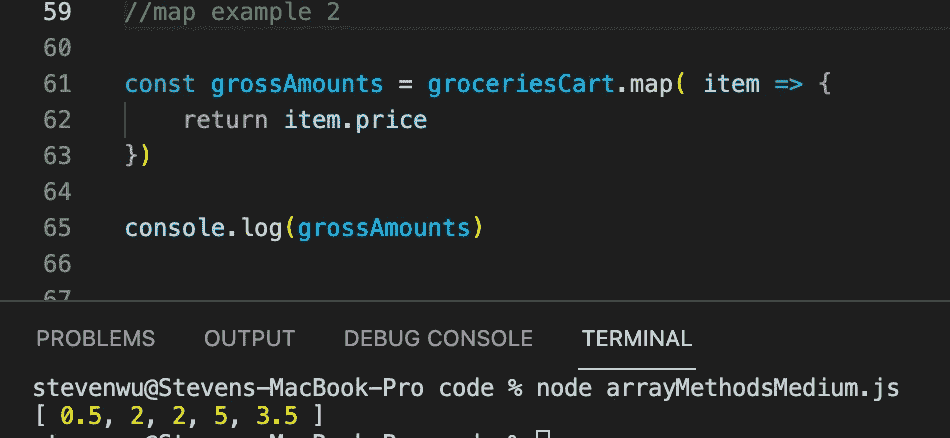 59 //map example 2
60
61 const grossAmounts = groceriesCart.map( item => {
62 return item.price
63 })
64
65 console.log(grossAmounts)
66
67
PROBLEMS OUTPUT DEBUG CONSOLE TERMINAL
stevenwu@Stevens-MacBook-Pro code % node arrayMethodsMedium.js
[ 0.5, 2, 2, 5, 3.5 ]